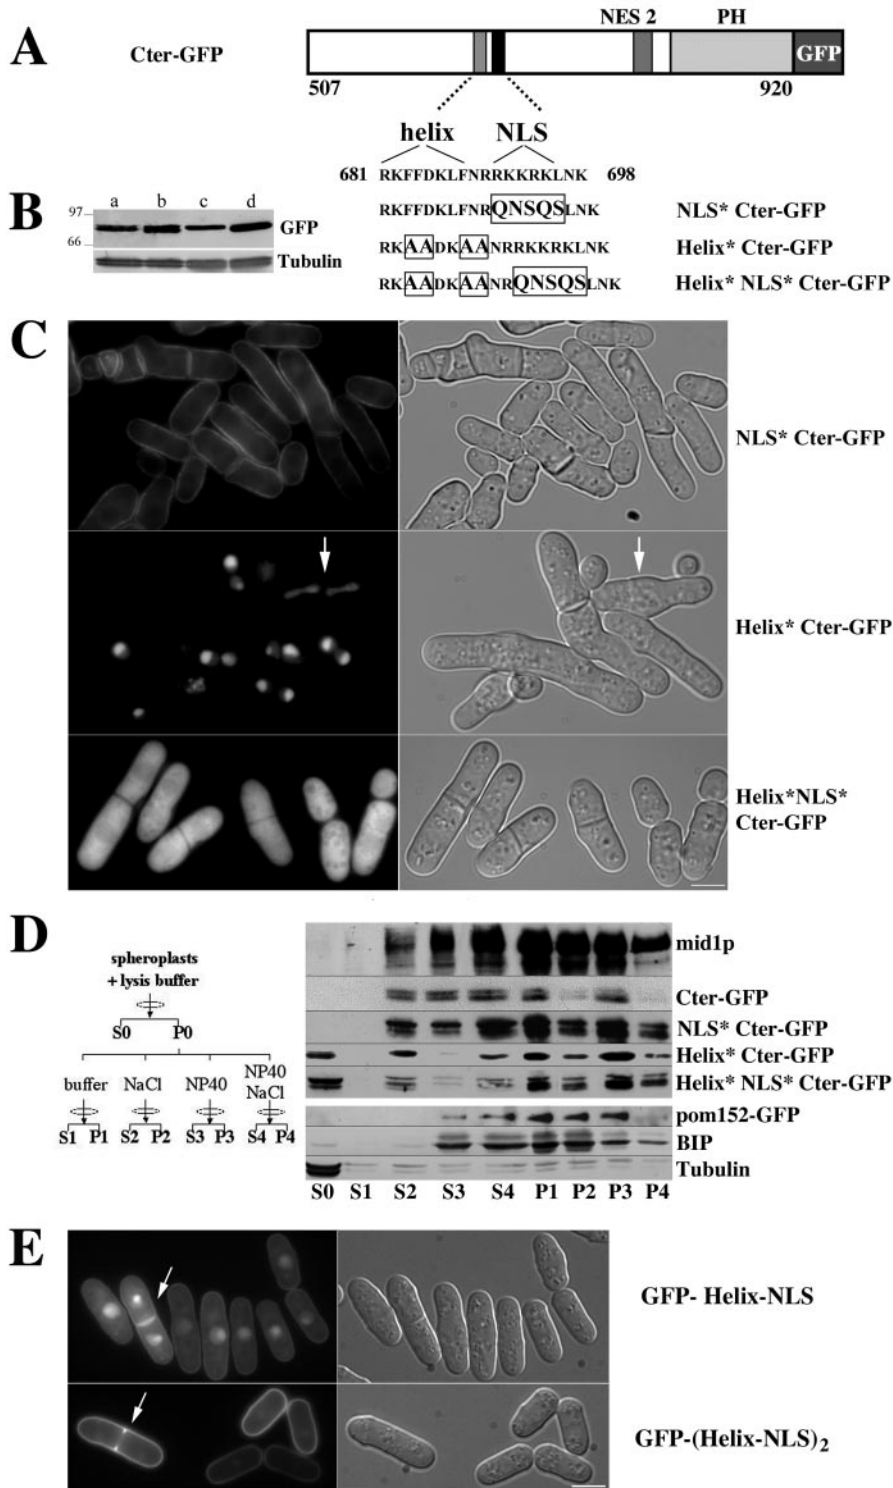 A
Cter-GFP
NES 2 PH
GFP
507 920
helix NLS
681 RKFFDKLFNRRKKRKLNK 698
RKFFDKLFNRQNSQSLNK NLS* Cter-GFP
RKAADKAANRRKKRKLNK Helix* Cter-GFP
RKAADKAANRQNSQSLNK Helix* NLS* Cter-GFP
B
a b c d
97
66
GFP
Tubulin
C
NLS* Cter-GFP
Helix* Cter-GFP
Helix*NLS*
Cter-GFP
D
spheroplasts
+ lysis buffer
S0 P0
buffer NaCl NP40 NP40
NaCl
S1 P1 S2 P2 S3 P3 S4 P4
mid1p
Cter-GFP
NLS* Cter-GFP
Helix* Cter-GFP
Helix* NLS* Cter-GFP
pom152-GFP
BIP
Tubulin
S0 S1 S2 S3 S4 P1 P2 P3 P4
E
GFP- Helix-NLS
GFP-(Helix-NLS)2